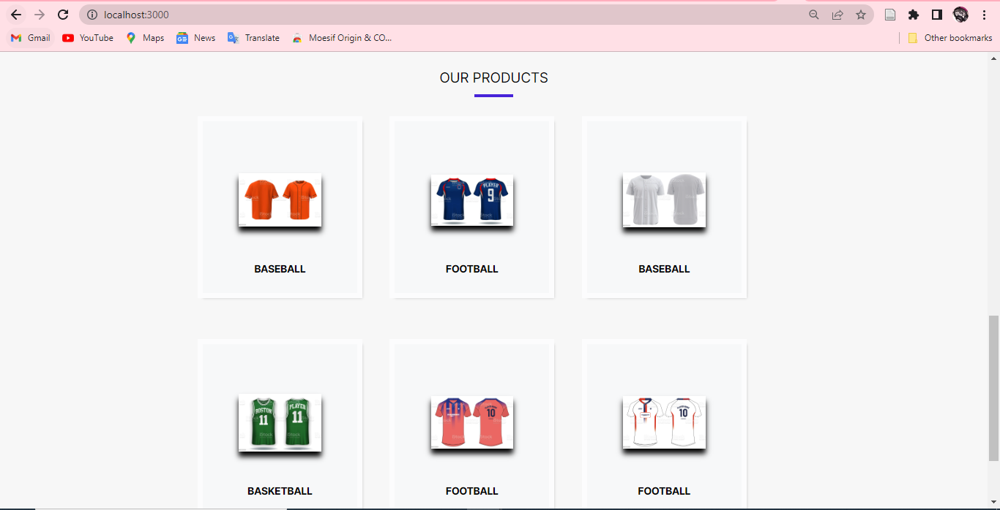 localhost:3000
Gmail
YouTube
Maps
News
Translate
Moesif Origin & CO...
Other bookmarks
OUR PRODUCTS
PLAYER
9
BASEBALL
FOOTBALL
BASEBALL
BOSTON
11
PLAYER
11
10
10
BASKETBALL
FOOTBALL
FOOTBALL